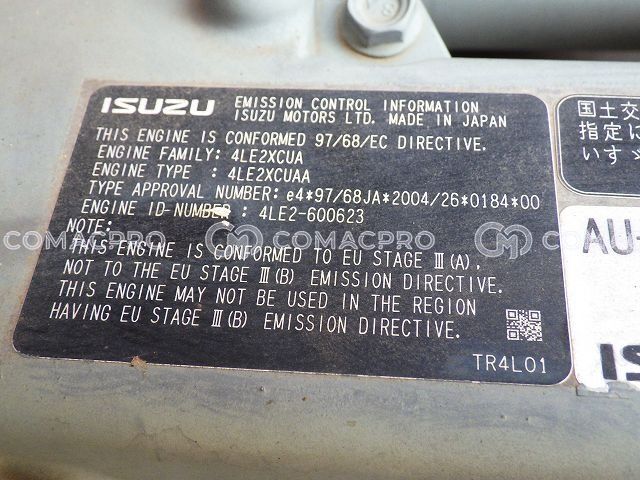 ISUZU EMISSION CONTROL INFORMATION
ISUZU MOTORS LTD. MADE IN JAPAN
THIS ENGINE IS CONFORMED 97/68/EC DIRECTIVE.
ENGINE FAMILY: 4LE2XCUA
ENGINE TYPE : 4LE2XCUAA
TYPE APPROVAL NUMBER: e4*97/68JA*2004/26*0184*00
ENGINE ID-NUMBER : 4LE2-600623
NOTE:
THIS ENGINE IS CONFORMED TO EU STAGE Ⅲ(A),
NOT TO THE EU STAGE Ⅲ(B) EMISSION DIRECTIVE.
THIS ENGINE MAY NOT BE USED IN THE REGION
HAVING EU STAGE Ⅲ(B) EMISSION DIRECTIVE.
TR4L01
国土交
指定に
いすゞ
AU-
IS
COMACPRO COMACPRO COMACPRO